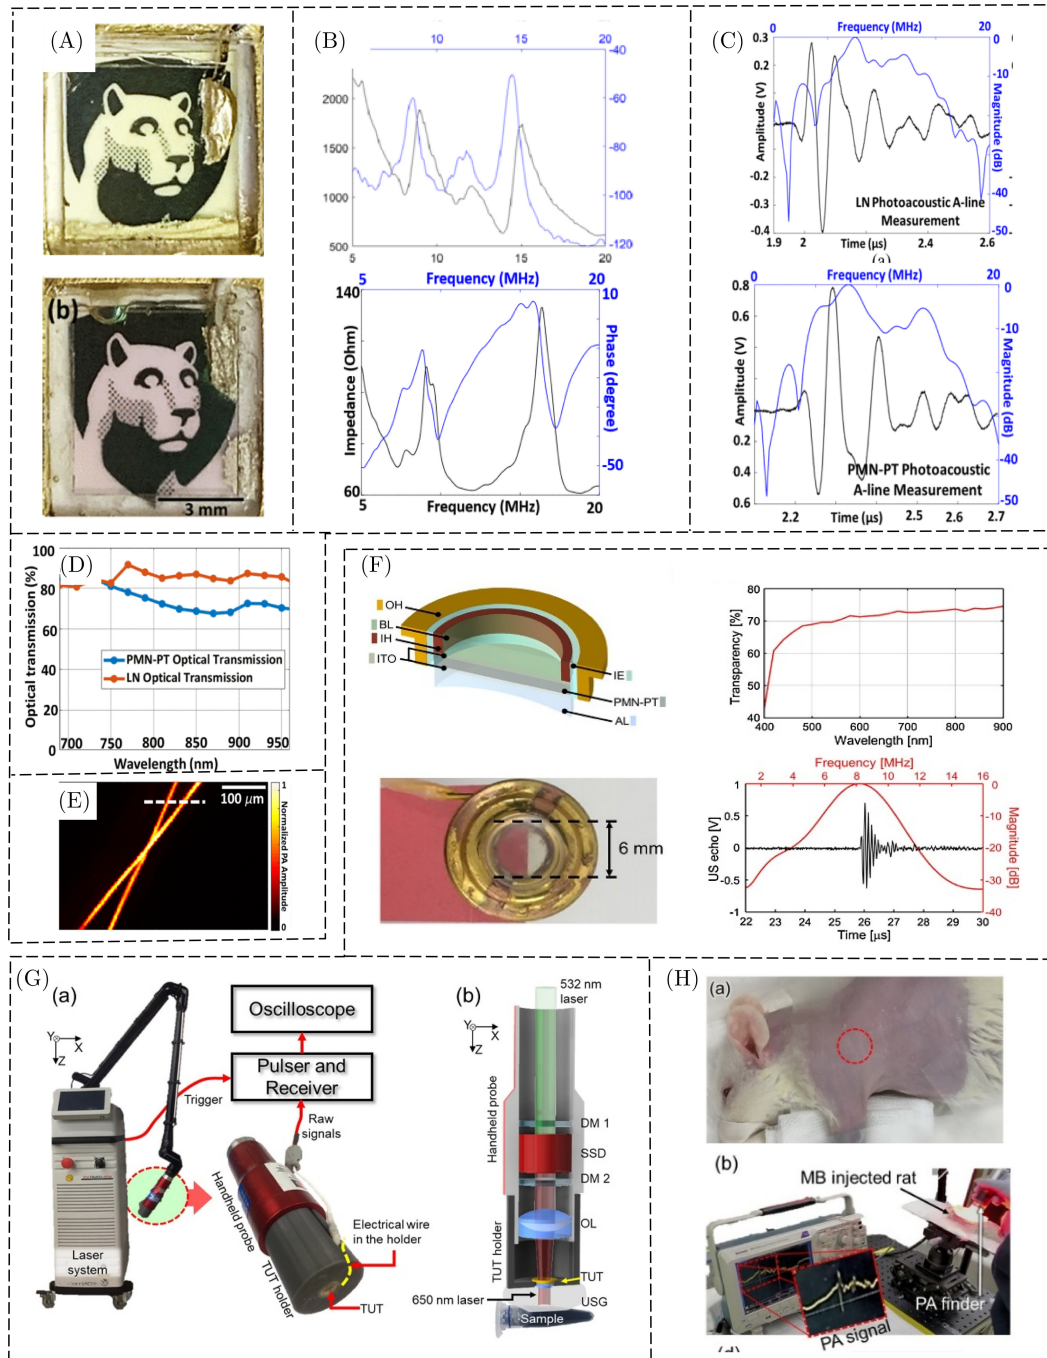 (A)
(b)
3 mm
(B)
10
15
20
-40
-60
-80
-100
-120
2000
1500
1000
500
5
10
15
20
Frequency (MHz)
5
20
140
10
Impedance (Ohm)
Phase (degree)
-50
60
5
20
Frequency (MHz)
(C)
Frequency (MHz)
0
20
0.3
0.2
0.1
-0.2
-0.3
-0.4
Amplitude (V)
0
-10
-20
-30
-40
-50
Magnitude (dB)
LN Photoacoustic A-line
Measurement
1.9
2
2.2
2.4
2.6
Time (µs)
(a)
0
Frequency (MHz)
20
0.8
0.6
0.2
0.4
0.6
Amplitude (V)
0
-10
-20
-30
-40
-50
Magnitude (dB)
PMN-PT Photoacoustic
A-line Measurement
2.2
2.3
2.4
2.5
2.6
2.7
Time (µs)
(D)
100
80
60
40
20
0
Optical transmission (%)
PMN-PT Optical Transmission
LN Optical Transmission
700
750
800
850
900
950
Wavelength (nm)
(E)
100 µm
1
Normalized PA Amplitude
0
(F)
OH
BL
IH
ITO
IE
PMN-PT
AL
80
70
60
50
40
Transparency [%]
400
500
600
700
800
900
Wavelength [nm]
6 mm
Frequency [MHz]
2
4
6
8
10
12
14
16
1
0.5
0
-0.5
-1
US echo [V]
0
-10
-20
-30
-40
Magnitude [dB]
22
23
24
25
26
27
28
29
30
Time [µs]
(G)
(a)
Y
X
Z
Oscilloscope
Pulser and
Receiver
Trigger
Raw
signals
Handheld probe
TUT holder
Electrical wire
in the holder
TUT
Laser
system
(b)
Y
X
Z
532 nm
laser
Handheld probe
DM 1
SSD
DM 2
OL
TUT holder
TUT
650 nm laser
USG
Sample
(H)
(a)
(b)
MB injected rat
PA finder
PA signal
(d)